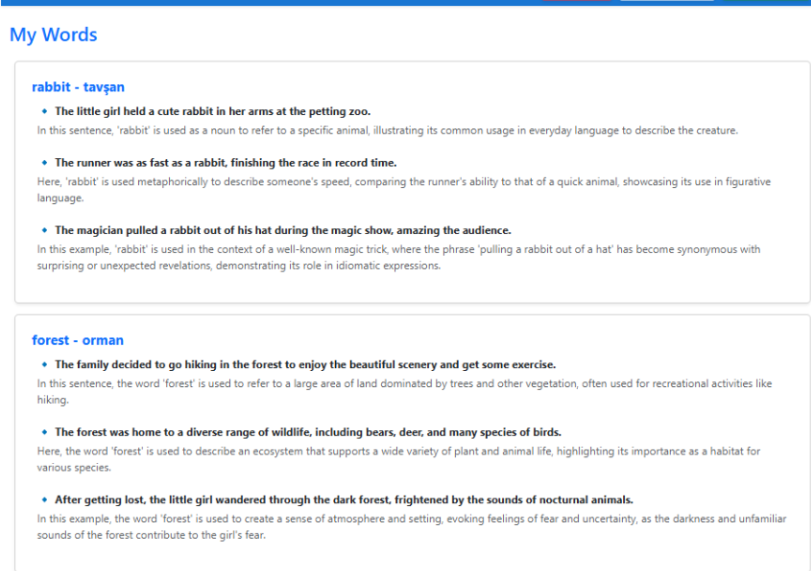 My Words
rabbit - tavşan
The little girl held a cute rabbit in her arms at the petting zoo.
In this sentence, 'rabbit' is used as a noun to refer to a specific animal, illustrating its common usage in everyday language to describe the creature.
The runner was as fast as a rabbit, finishing the race in record time.
Here, 'rabbit' is used metaphorically to describe someone's speed, comparing the runner's ability to that of a quick animal, showcasing its use in figurative
language.
The magician pulled a rabbit out of his hat during the magic show, amazing the audience.
In this example, 'rabbit' is used in the context of a well-known magic trick, where the phrase 'pulling a rabbit out of a hat' has become synonymous with
surprising or unexpected revelations, demonstrating its role in idiomatic expressions.
forest - orman
The family decided to go hiking in the forest to enjoy the beautiful scenery and get some exercise.
In this sentence, the word 'forest' is used to refer to a large area of land dominated by trees and other vegetation, often used for recreational activities like
hiking.
The forest was home to a diverse range of wildlife, including bears, deer, and many species of birds.
Here, the word 'forest' is used to describe an ecosystem that supports a wide variety of plant and animal life, highlighting its importance as a habitat for
various species.
After getting lost, the little girl wandered through the dark forest, frightened by the sounds of nocturnal animals.
In this example, the word 'forest' is used to create a sense of atmosphere and setting, evoking feelings of fear and uncertainty, as the darkness and unfamiliar
sounds of the forest contribute to the girl's fear.